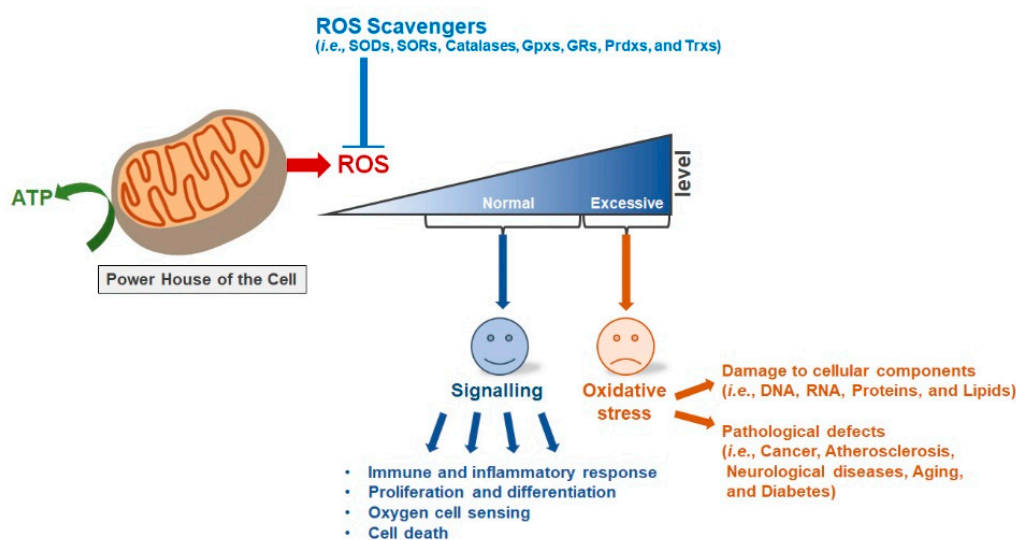 ROS Scavengers
(i.e., SODs, SORs, Catalases, Gpxs, GRs, Prdxs, and Trxs)
ROS
ATP
level
Normal
Excessive
Power House of the Cell
Signalling
Oxidative
stress
Damage to cellular components
(i.e., DNA, RNA, Proteins, and Lipids)
Pathological defects
(i.e., Cancer, Atherosclerosis,
Neurological diseases, Aging,
and Diabetes)
• Immune and inflammatory response
• Proliferation and differentiation
• Oxygen cell sensing
• Cell death